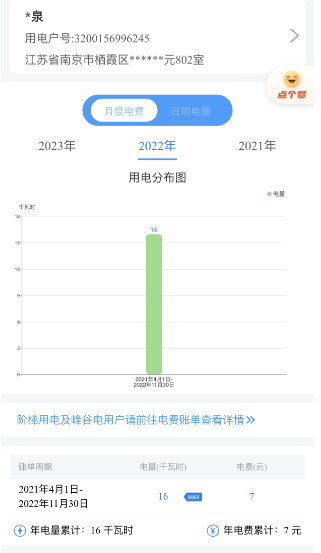 *泉
用电户号:3200156996245
江苏省南京市栖霞区******元802室
点个赞
月度电费 日用电量
2023年 2022年 2021年
用电分布图
电量
千瓦时
18
16
15
12
9
6
3
0
2021年4月1日-
2022年11月30日
阶梯用电及峰谷电用户请前往电费账单查看详情
账单周期 电量(千瓦时) 电费(元)
2021年4月1日-
2022年11月30日
16 MAX 7
年电量累计：16 千瓦时 年电费累计：7 元